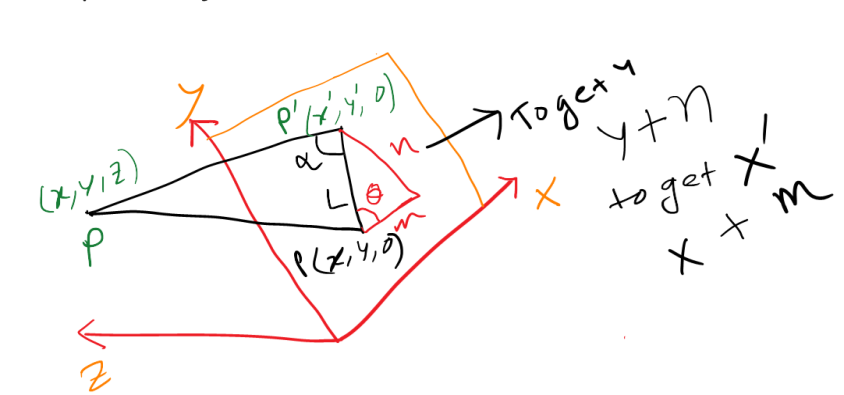 y
P'(x', y', 0)
To get y
y + n
(x, y, z)
α
n
to get x'
x + m
θ
L
m
x
P
P(x, y, 0)
z